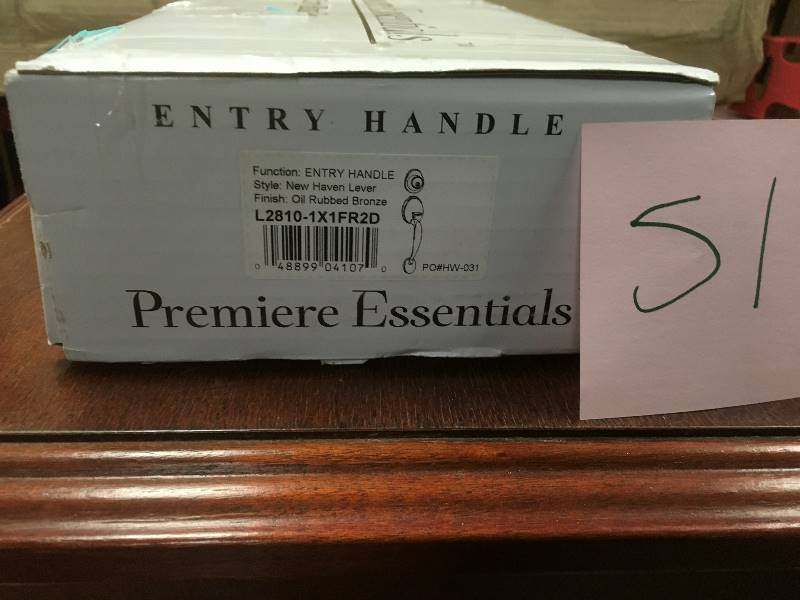 ENTRY HANDLE
Function: ENTRY HANDLE
Style: New Haven Lever
Finish: Oil Rubbed Bronze
L2810-1X1FR2D
0 48899 04107 0
PO#HW-031
Premiere Essentials
51